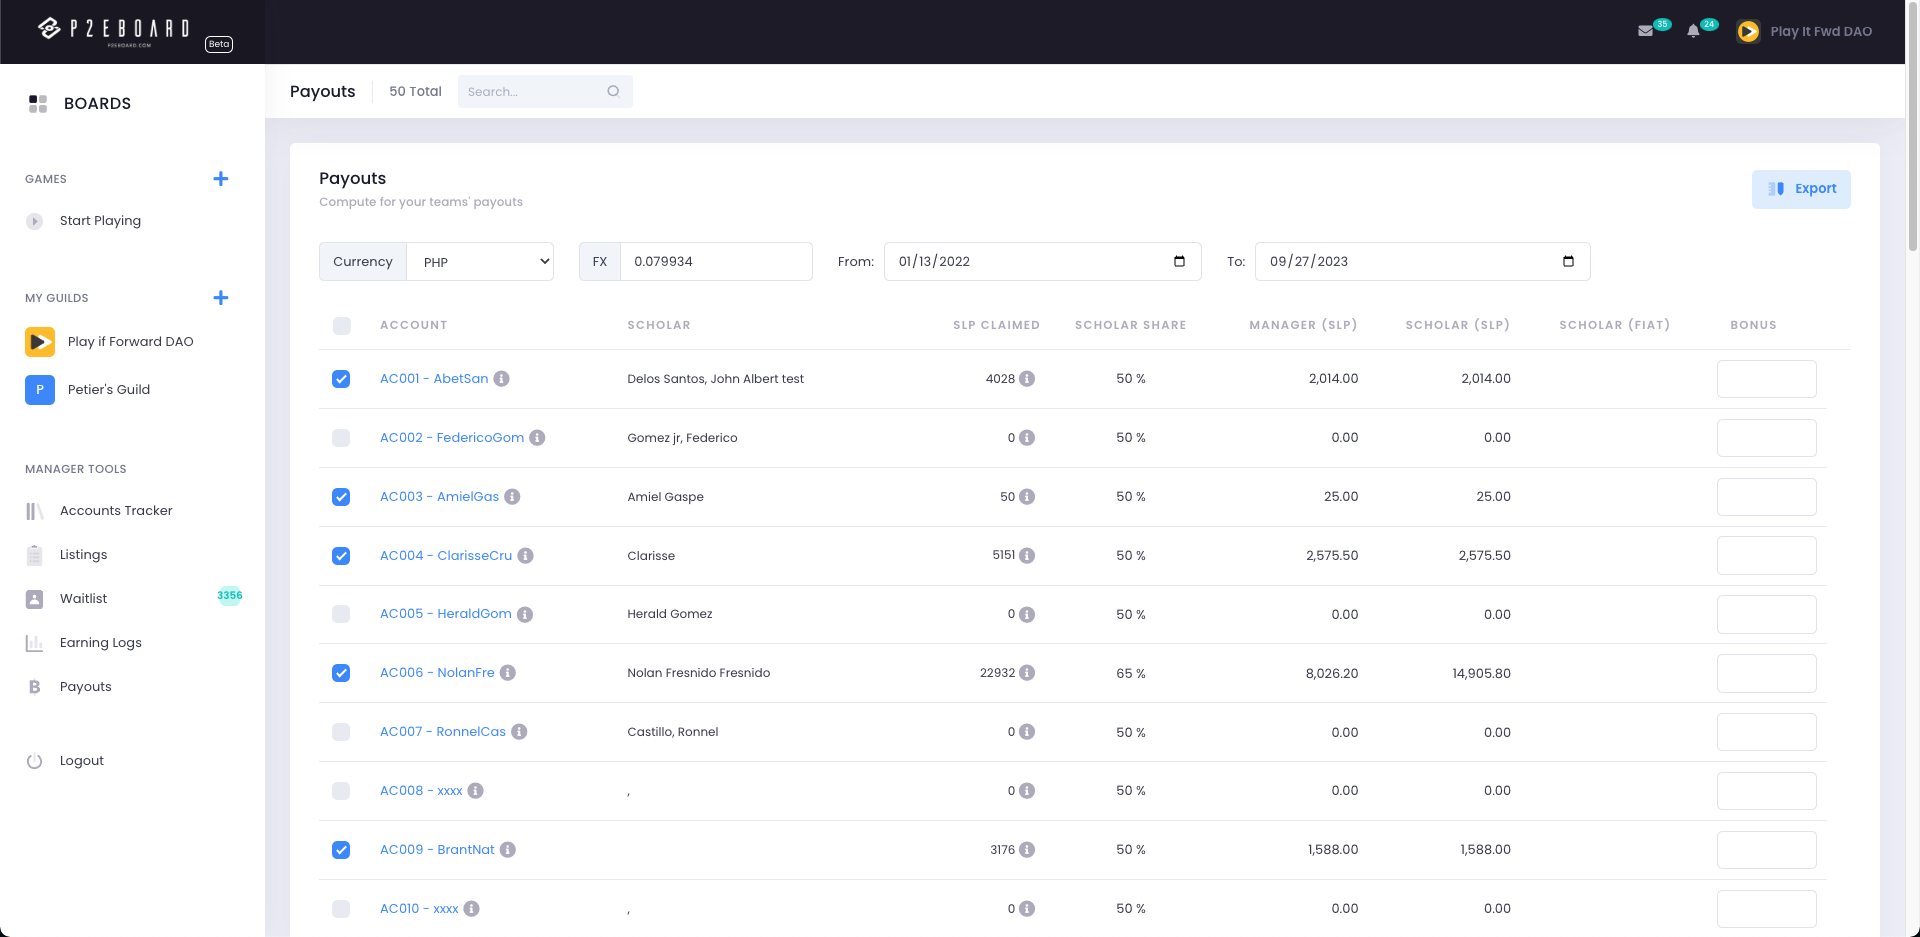 P2EBOARD
P2EBOARD.COM
Beta
35
24
Play It Fwd DAO
BOARDS
GAMES
Start Playing
MY GUILDS
Play if Forward DAO
P
Petier's Guild
MANAGER TOOLS
Accounts Tracker
Listings
Waitlist
3356
Earning Logs
Payouts
Logout
Payouts
50 Total
Search...
Payouts
Compute for your teams' payouts
Export
Currency PHP
FX 0.079934
From: 01/13/2022
To: 09/27/2023
ACCOUNT SCHOLAR SLP CLAIMED SCHOLAR SHARE MANAGER (SLP) SCHOLAR (SLP) SCHOLAR (FIAT) BONUS
AC001 - AbetSan Delos Santos, John Albert test 4028 50 % 2,014.00 2,014.00
AC002 - FedericoGom Gomez jr, Federico 0 50 % 0.00 0.00
AC003 - AmielGas Amiel Gaspe 50 50 % 25.00 25.00
AC004 - ClarisseCru Clarisse 5151 50 % 2,575.50 2,575.50
AC005 - HeraldGom Herald Gomez 0 50 % 0.00 0.00
AC006 - NolanFre Nolan Fresnido Fresnido 22932 65 % 8,026.20 14,905.80
AC007 - RonnelCas Castillo, Ronnel 0 50 % 0.00 0.00
AC008 - xxxx , 0 50 % 0.00 0.00
AC009 - BrantNat 3176 50 % 1,588.00 1,588.00
AC010 - xxxx , 0 50 % 0.00 0.00